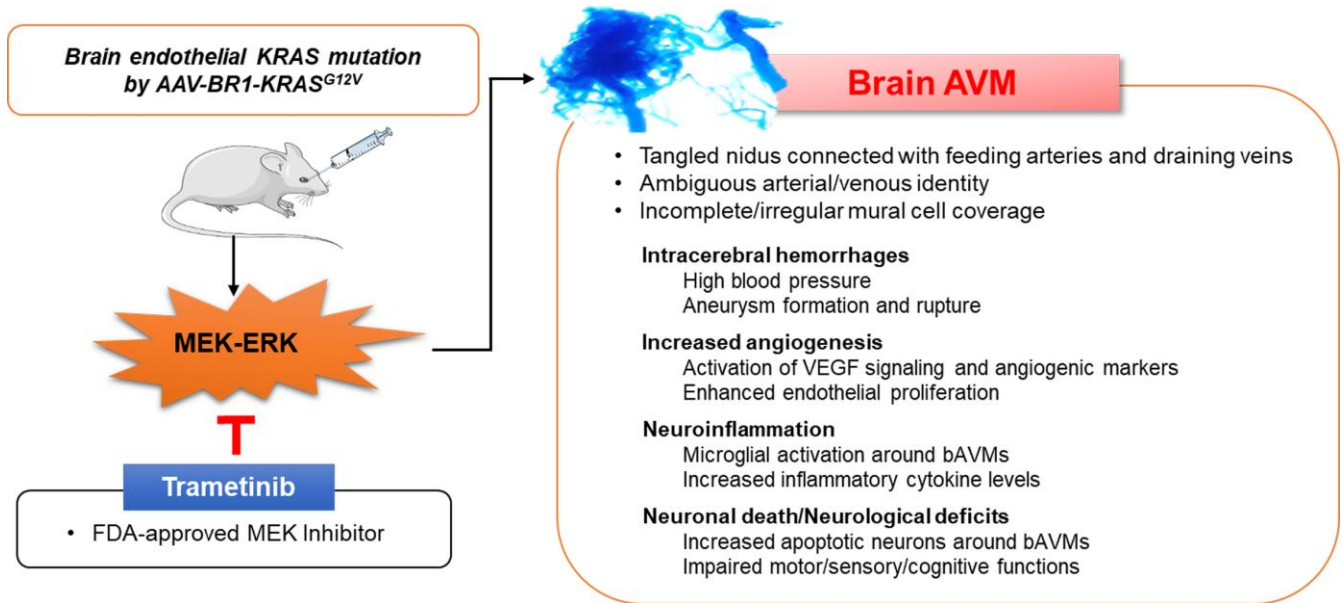 Brain endothelial KRAS mutation
by AAV-BR1-KRASG12V
MEK-ERK
Trametinib
• FDA-approved MEK Inhibitor
Brain AVM
• Tangled nidus connected with feeding arteries and draining veins
• Ambiguous arterial/venous identity
• Incomplete/irregular mural cell coverage
Intracerebral hemorrhages
High blood pressure
Aneurysm formation and rupture
Increased angiogenesis
Activation of VEGF signaling and angiogenic markers
Enhanced endothelial proliferation
Neuroinflammation
Microglial activation around bAVMs
Increased inflammatory cytokine levels
Neuronal death/Neurological deficits
Increased apoptotic neurons around bAVMs
Impaired motor/sensory/cognitive functions